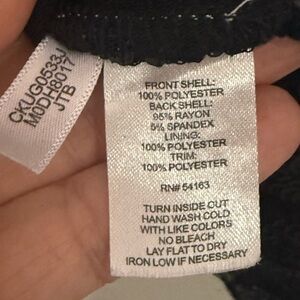 CKUG0533J
M0DH8017
JTB
FRONT SHELL:
100% POLYESTER
BACK SHELL:
95% RAYON
5% SPANDEX
LINING:
100% POLYESTER
TRIM:
100% POLYESTER
RN# 54163
TURN INSIDE OUT
HAND WASH COLD
WITH LIKE COLORS
NO BLEACH
LAY FLAT TO DRY
IRON LOW IF NECESSARY